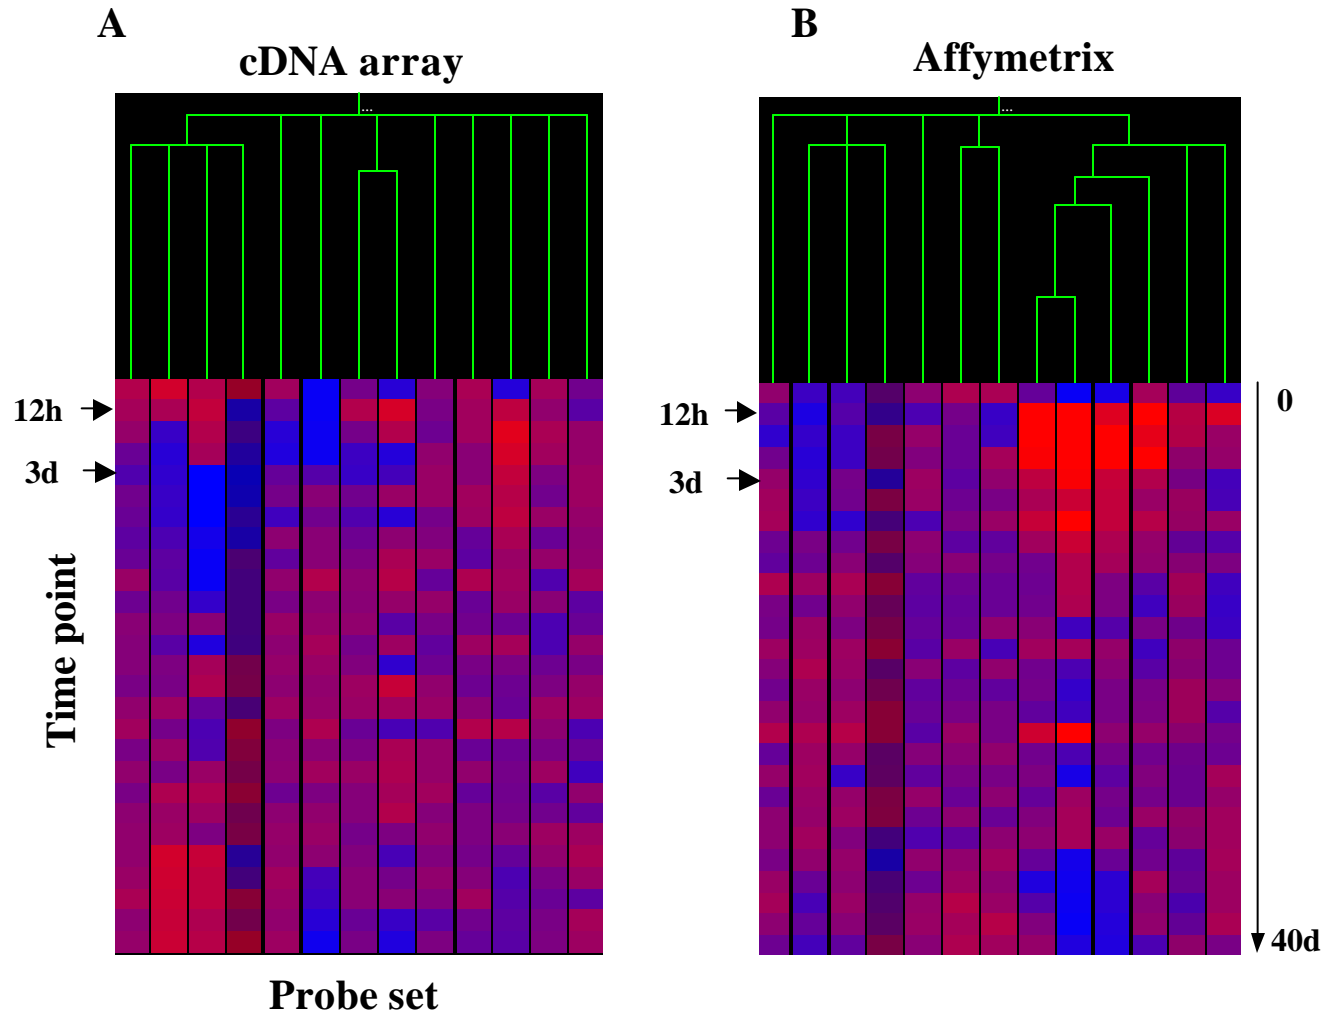 A
B
cDNA array
Affymetrix
...
...
12h
3d
12h
3d
0
40d
Time point
Probe set